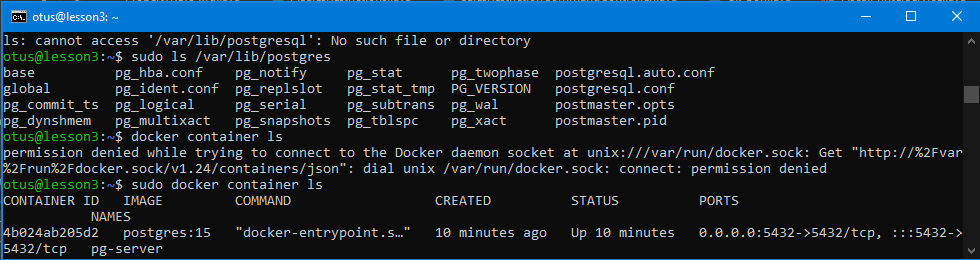 otus@lesson3: ~
ls: cannot access '/var/lib/postgresql': No such file or directory
otus@lesson3:~$ sudo ls /var/lib/postgres
base          pg_hba.conf    pg_notify     pg_stat      pg_twophase  postgresql.auto.conf
global        pg_ident.conf  pg_replslot   pg_stat_tmp  PG_VERSION   postgresql.conf
pg_commit_ts  pg_logical     pg_serial     pg_subtrans  pg_wal       postmaster.opts
pg_dynshmem   pg_multixact   pg_snapshots  pg_tblspc    pg_xact      postmaster.pid
otus@lesson3:~$ docker container ls
permission denied while trying to connect to the Docker daemon socket at unix:///var/run/docker.sock: Get "http://%2Fvar
%2Frun%2Fdocker.sock/v1.24/containers/json": dial unix /var/run/docker.sock: connect: permission denied
otus@lesson3:~$ sudo docker container ls
CONTAINER ID   IMAGE         COMMAND                  CREATED          STATUS          PORTS
           NAMES
4b024ab205d2   postgres:15   "docker-entrypoint.s…"   10 minutes ago   Up 10 minutes   0.0.0.0:5432->5432/tcp, :::5432->
5432/tcp   pg-server